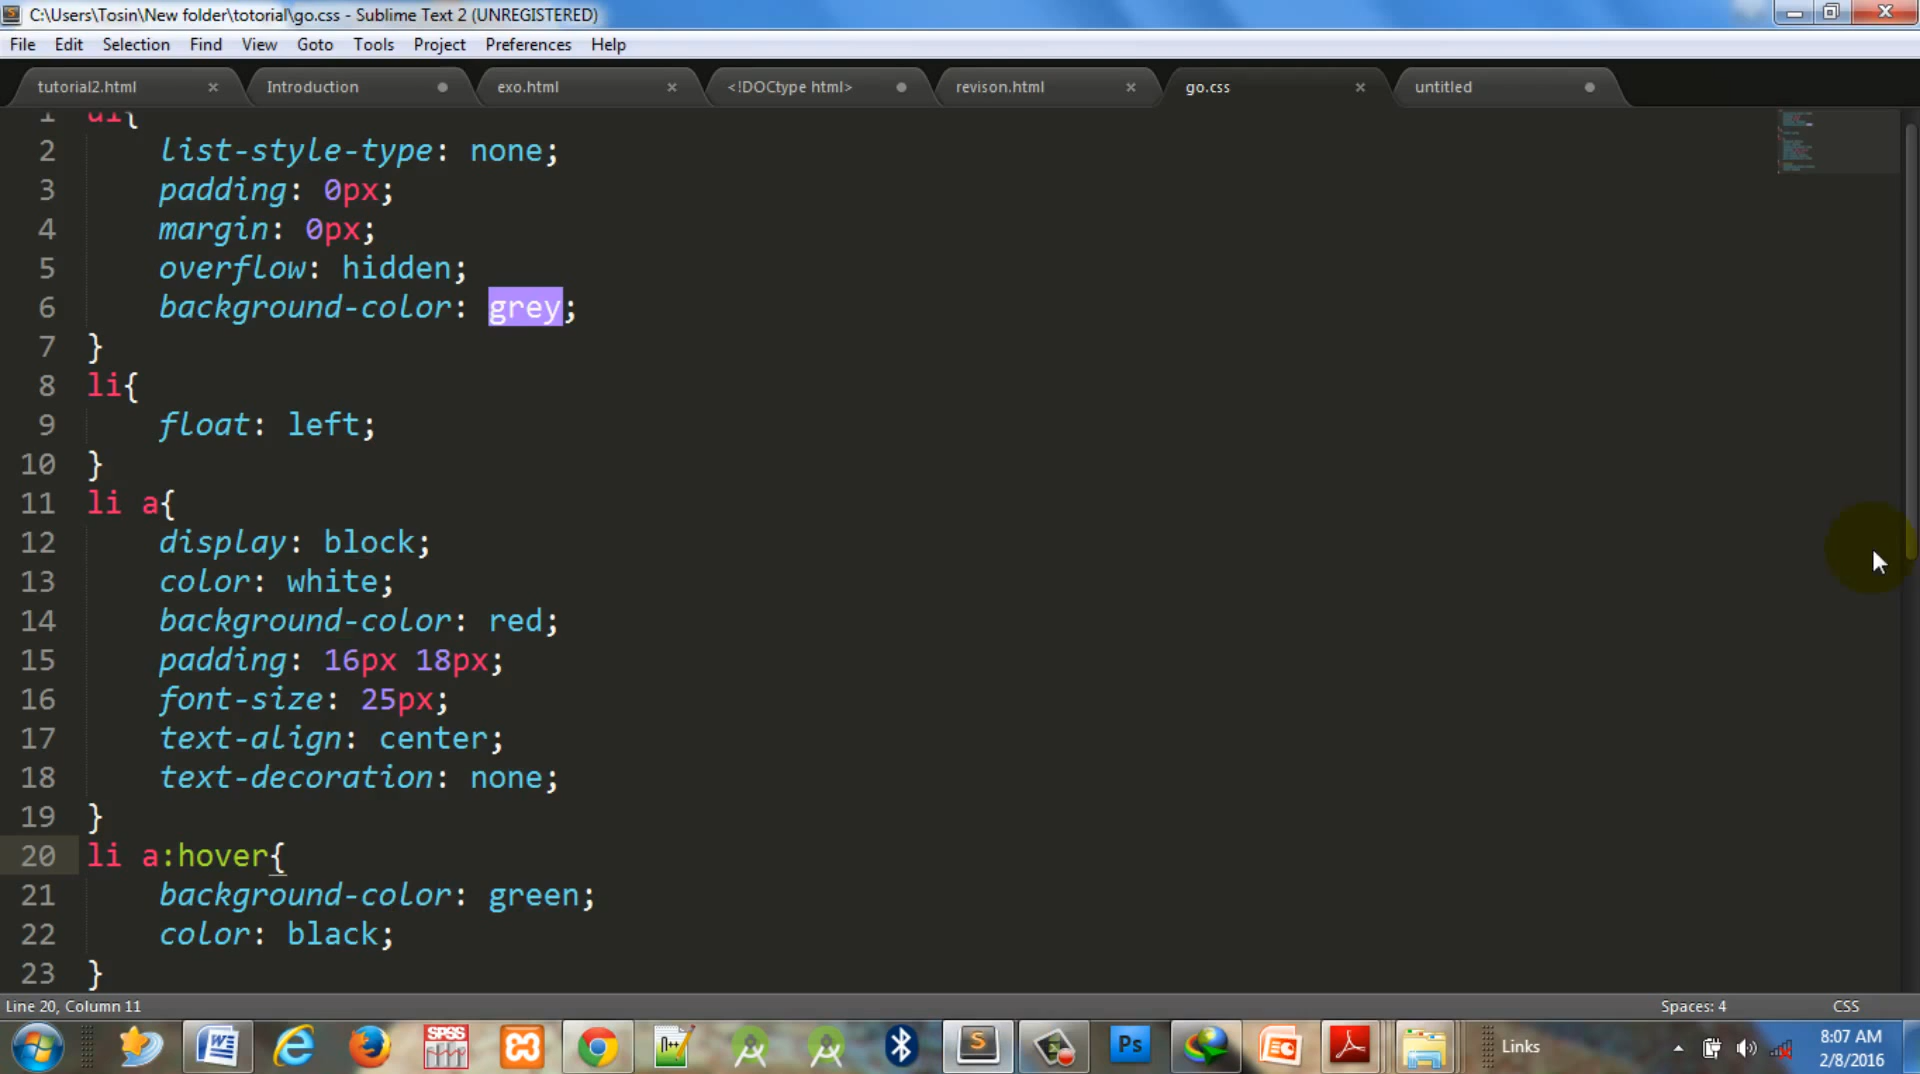 C:\Users\Tosin\New folder\totorial\go.css - Sublime Text 2 (UNREGISTERED)
File Edit Selection Find View Goto Tools Project Preferences Help
tutorial2.html Introduction exo.html <!DOCtype html> revison.html go.css untitled
1 ul{
2 list-style-type: none;
3 padding: 0px;
4 margin: 0px;
5 overflow: hidden;
6 background-color: grey;
7 }
8 li{
9 float: left;
10 }
11 li a{
12 display: block;
13 color: white;
14 background-color: red;
15 padding: 16px 18px;
16 font-size: 25px;
17 text-align: center;
18 text-decoration: none;
19 }
20 li a:hover{
21 background-color: green;
22 color: black;
23 }
Line 20, Column 11 Spaces: 4 CSS
SPSS
n++
S
Ps
Links
8:07 AM
2/8/2016